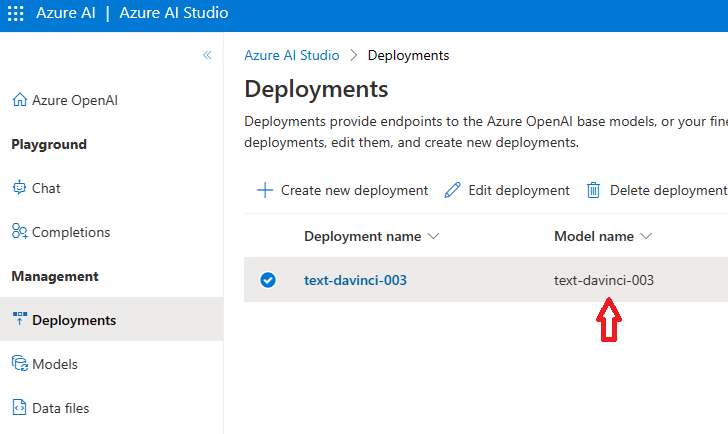 Azure AI | Azure AI Studio
Azure OpenAI
Playground
Chat
Completions
Management
Deployments
Models
Data files
Azure AI Studio > Deployments
Deployments
Deployments provide endpoints to the Azure OpenAI base models, or your fine
deployments, edit them, and create new deployments.
Create new deployment Edit deployment Delete deployment
Deployment name Model name
text-davinci-003 text-davinci-003